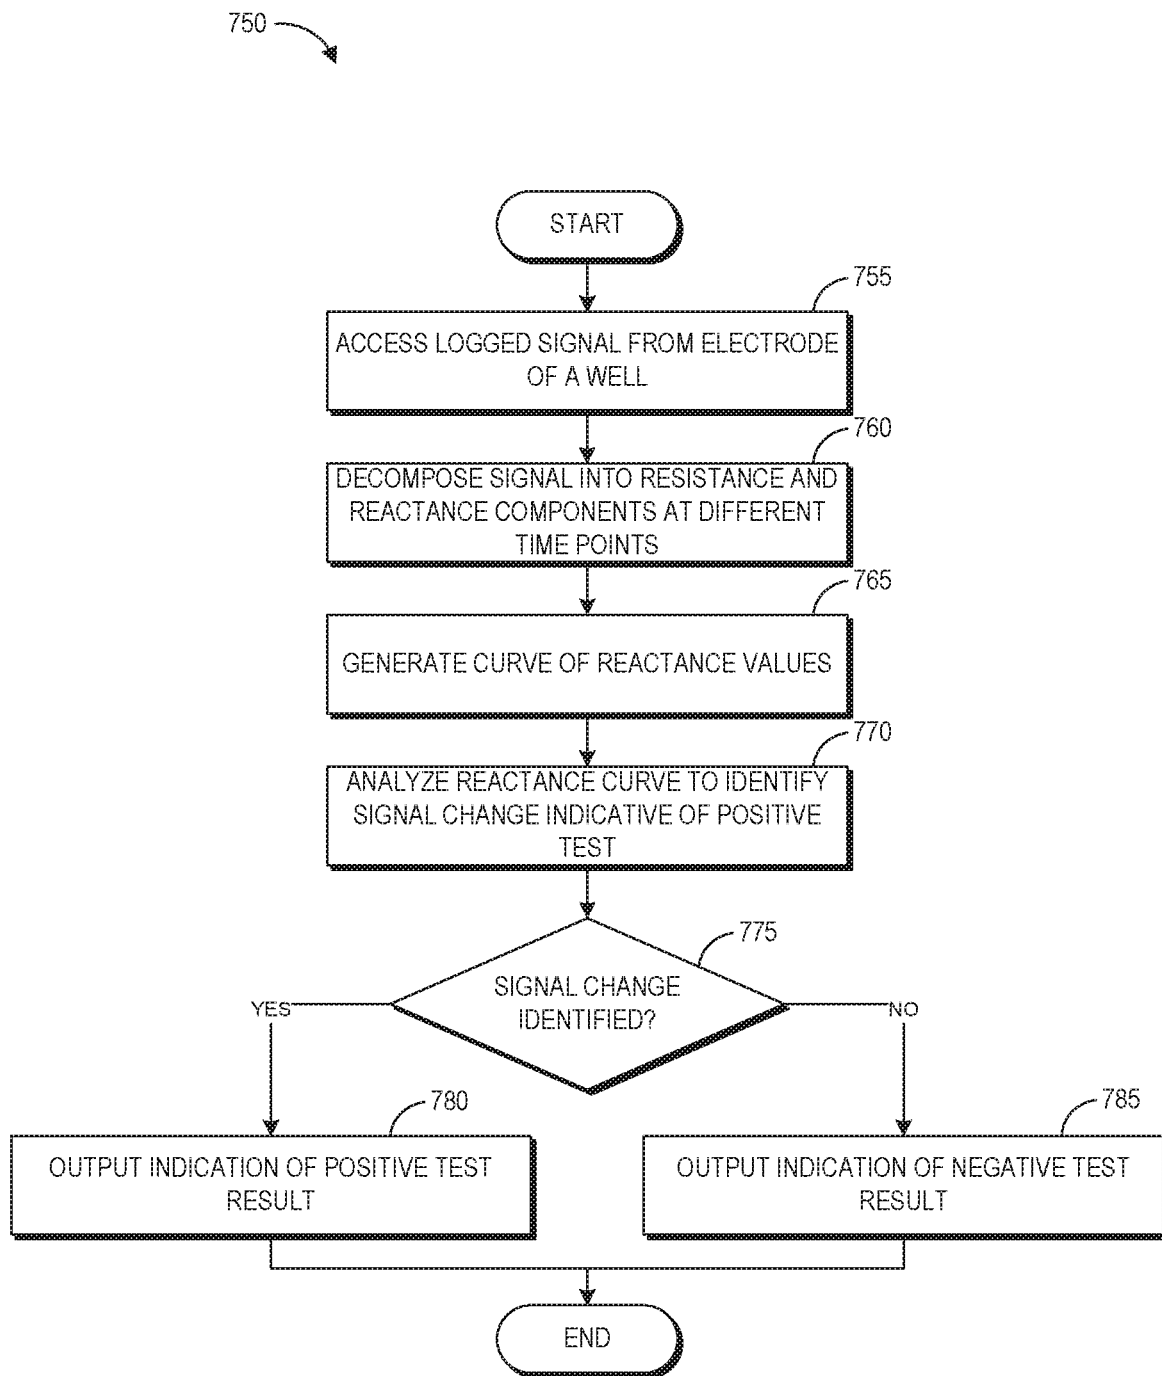 750
START
755
ACCESS LOGGED SIGNAL FROM ELECTRODE
OF A WELL
760
DECOMPOSE SIGNAL INTO RESISTANCE AND
REACTANCE COMPONENTS AT DIFFERENT
TIME POINTS
765
GENERATE CURVE OF REACTANCE VALUES
770
ANALYZE REACTANCE CURVE TO IDENTIFY
SIGNAL CHANGE INDICATIVE OF POSITIVE
TEST
775
SIGNAL CHANGE
IDENTIFIED?
YES
NO
780
OUTPUT INDICATION OF POSITIVE TEST
RESULT
785
OUTPUT INDICATION OF NEGATIVE TEST
RESULT
END